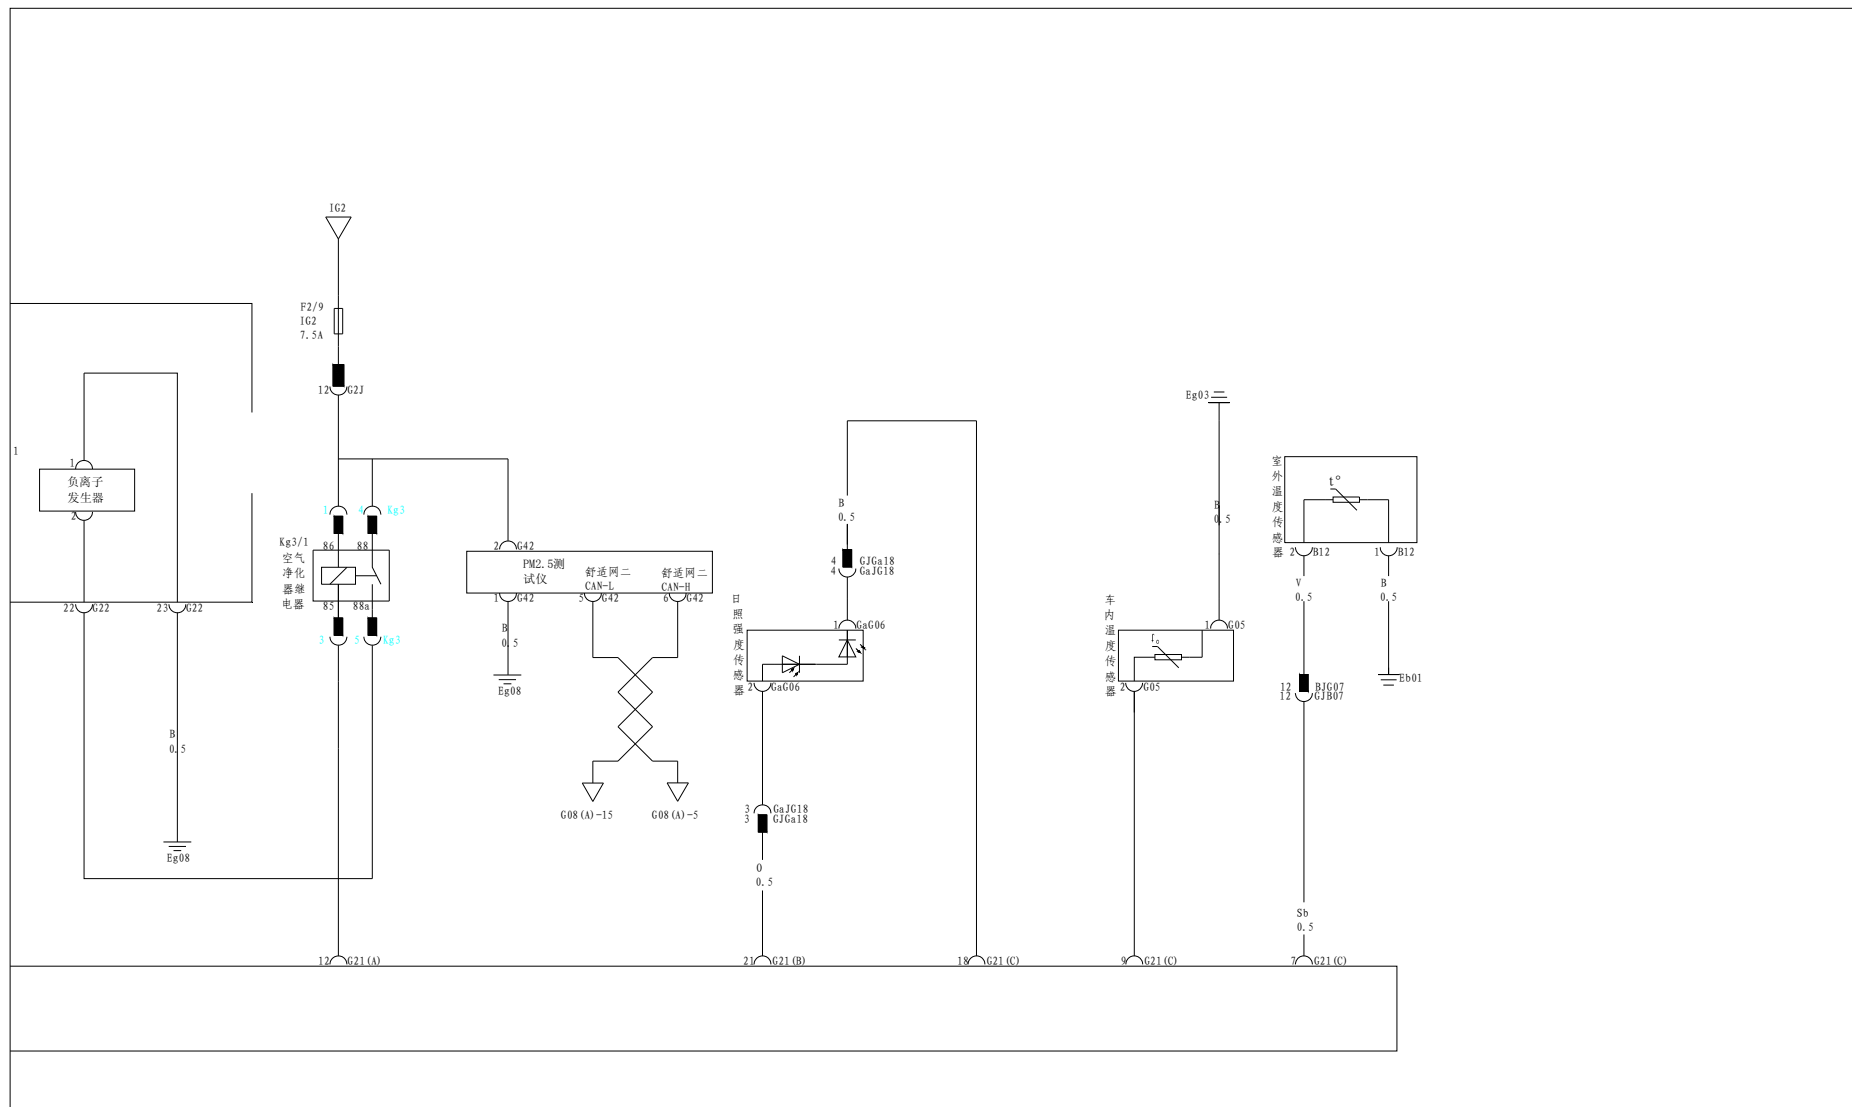 IG2
F2/9
IG2
7.5A
12 G2J
1
1
负离子
发生器
2
22 G22
23 G22
B
0.5
Eg08
1
4 Kg3
Kg3/1
空气
净化
器继
电器
86
88
85
88a
3
5 Kg3
12 G21(A)
2 G42
PM2.5测
试仪
舒适网二
CAN-L
舒适网二
CAN-H
1 G42
5 G42
6 G42
B
0.5
Eg08
G08(A)-15
G08(A)-5
B
0.5
4 GJGa18
4 GaJG18
日照强度传感器
1 GaG06
2 GaG06
3 GaJG18
3 GJGa18
O
0.5
21 G21(B)
18 G21(C)
Eg03
B
0.5
车内温度传感器
1 G05
2 G05
9 G21(C)
室外温度传感器
t°
2 B12
1 B12
V
0.5
B
0.5
Eb01
12 BJG07
12 GJB07
Sb
0.5
7 G21(C)